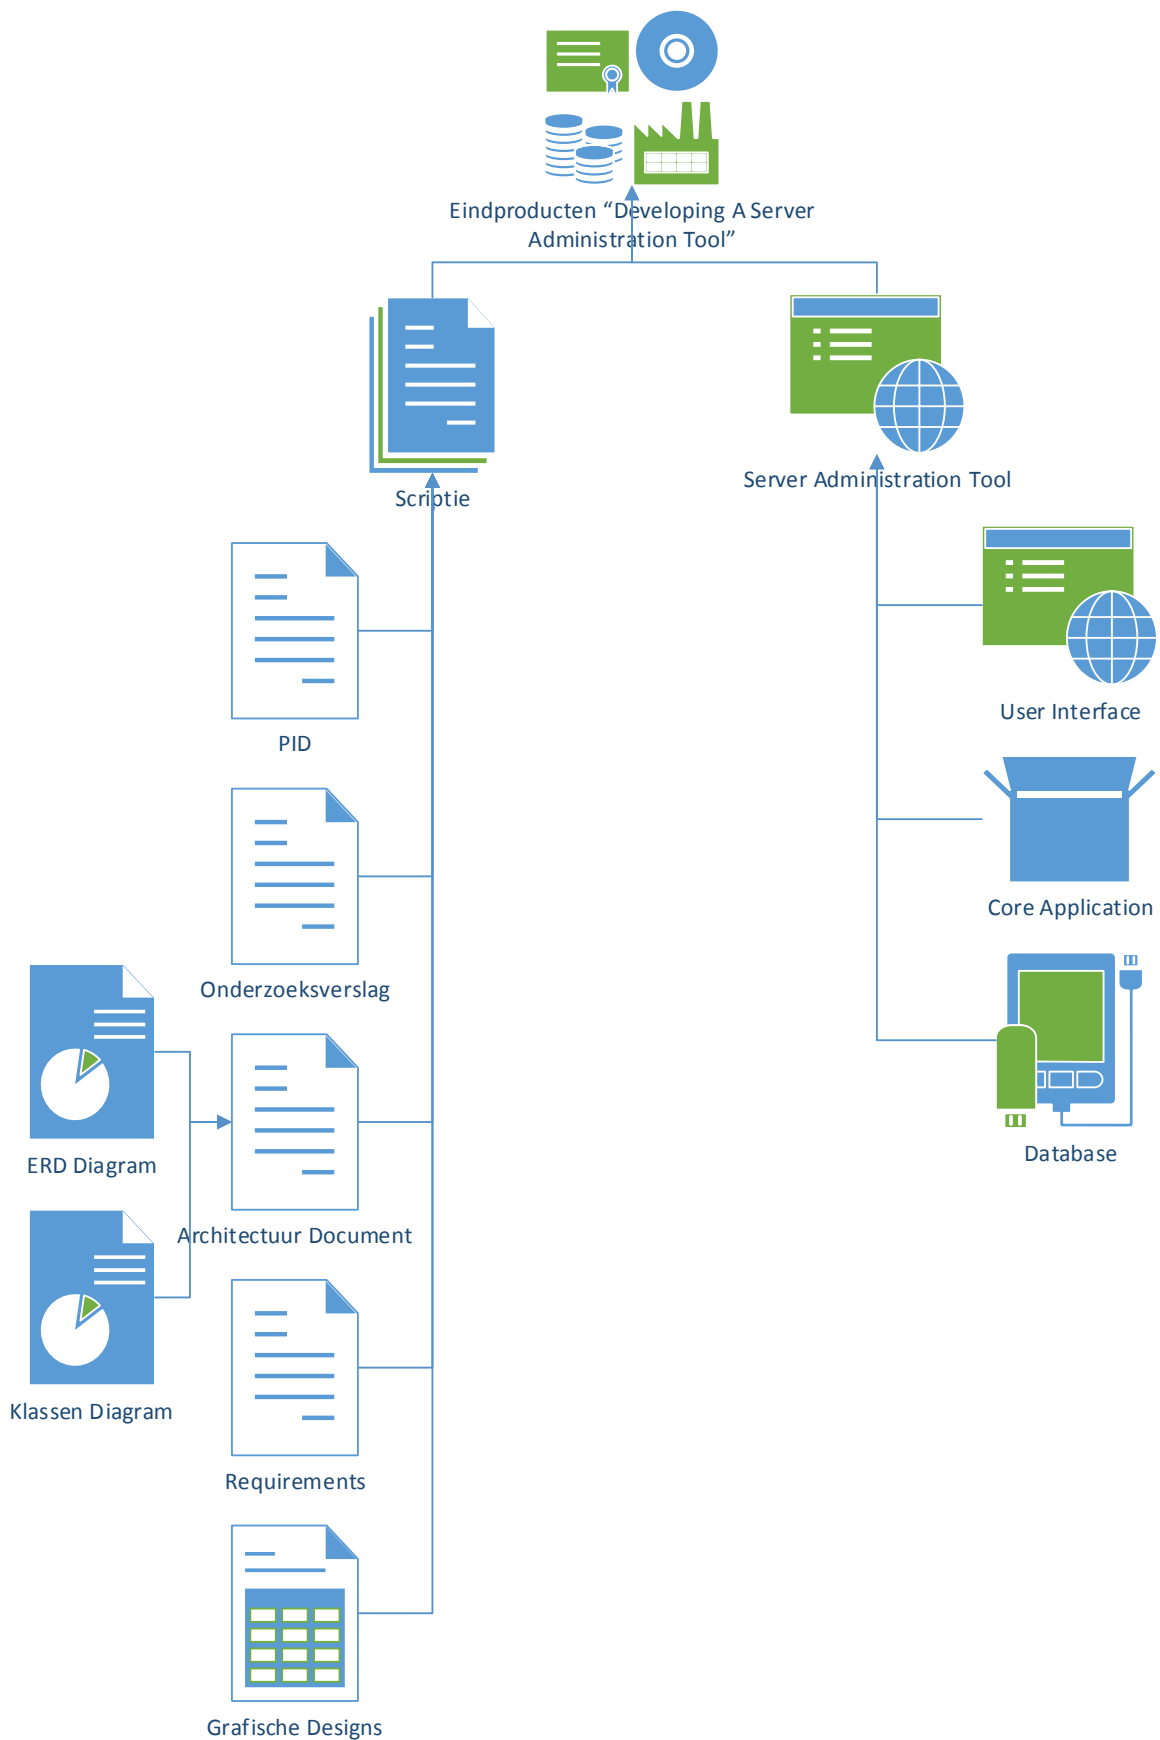 Eindproducten “Developing A Server
Administration Tool”
Scriptie
Server Administration Tool
PID
User Interface
Onderzoeksverslag
Core Application
ERD Diagram
Architectuur Document
Database
Klassen Diagram
Requirements
Grafische Designs